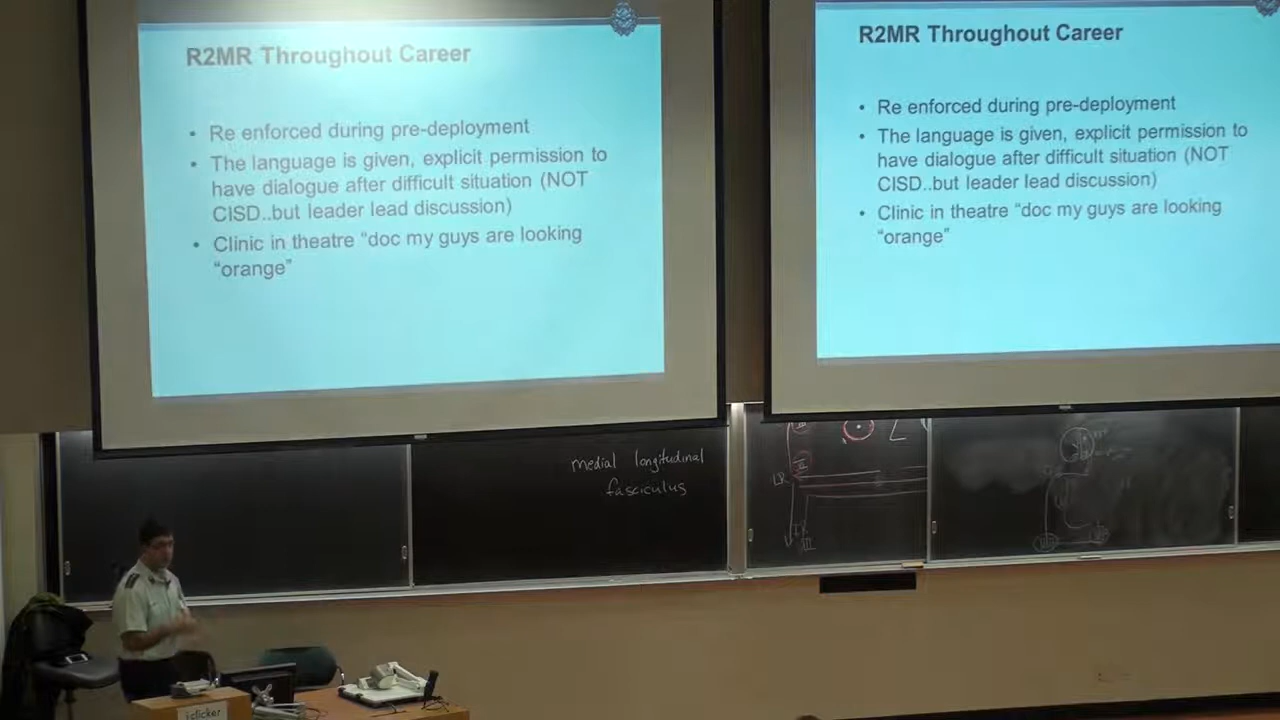 R2MR Throughout Career
• Re enforced during pre-deployment
• The language is given, explicit permission to
have dialogue after difficult situation (NOT
CISD..but leader lead discussion)
• Clinic in theatre “doc my guys are looking
“orange”
R2MR Throughout Career
• Re enforced during pre-deployment
• The language is given, explicit permission to
have dialogue after difficult situation (NOT
CISD..but leader lead discussion)
• Clinic in theatre “doc my guys are looking
“orange”
medial longitudinal
fasciculus
LR
III
VI
iclicker